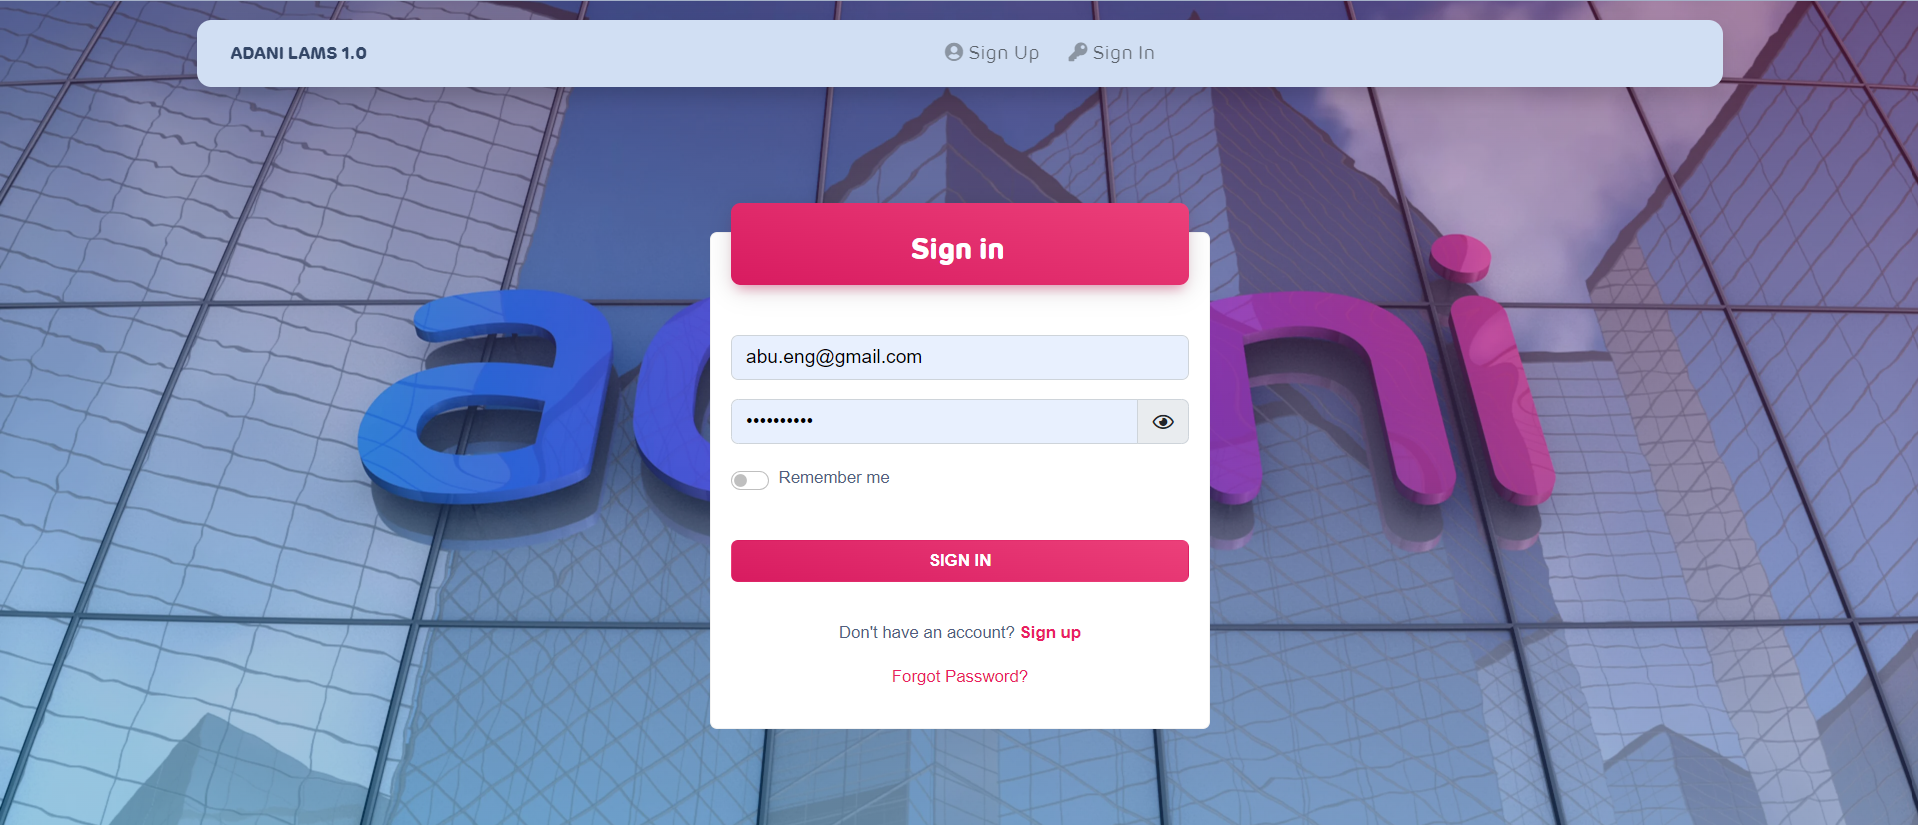 ADANI LAMS 1.0
Sign Up
Sign In
Sign in
abu.eng@gmail.com
••••••••••
Remember me
SIGN IN
Don't have an account? Sign up
Forgot Password?